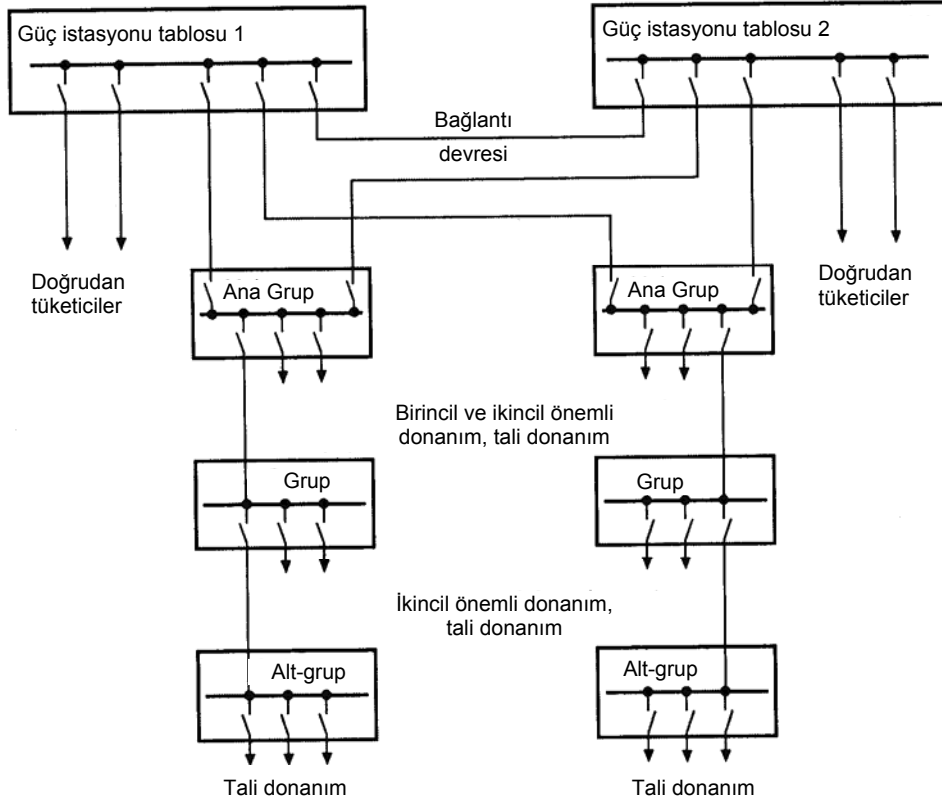 Güç istasyonu tablosu 1
Güç istasyonu tablosu 2
Bağlantı
devresi
Doğrudan
tüketiciler
Ana Grup
Ana Grup
Doğrudan
tüketiciler
Birincil ve ikincil önemli
donanım, tali donanım
Grup
Grup
İkincil önemli donanım,
tali donanım
Alt-grup
Alt-grup
Tali donanım
Tali donanım